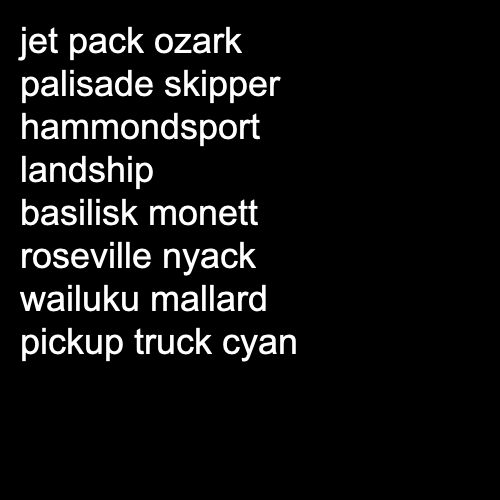 jet pack ozark
palisade skipper
hammondsport
landship
basilisk monett
roseville nyack
wailuku mallard
pickup truck cyan